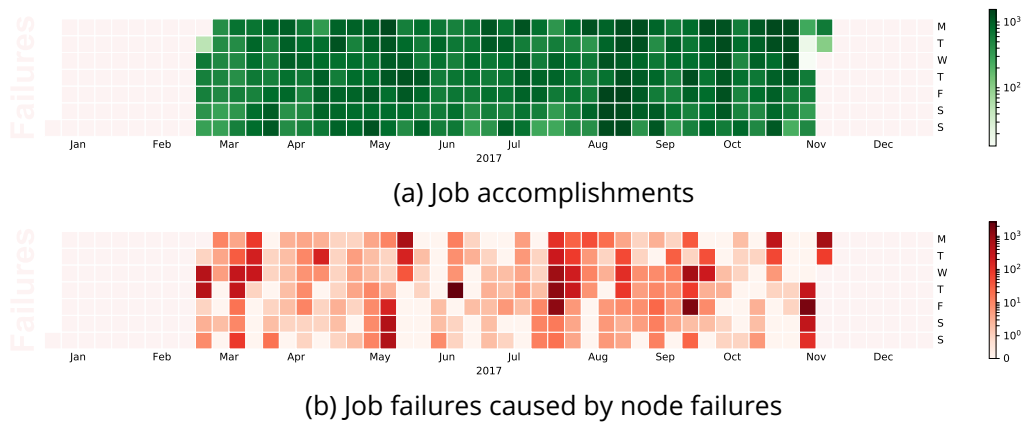 Failures
M
T
W
T
F
S
S
Jan Feb Mar Apr May Jun Jul Aug Sep Oct Nov Dec
2017
10³
10²
(a) Job accomplishments
Failures
M
T
W
T
F
S
S
Jan Feb Mar Apr May Jun Jul Aug Sep Oct Nov Dec
2017
10³
10²
10¹
10⁰
0
(b) Job failures caused by node failures